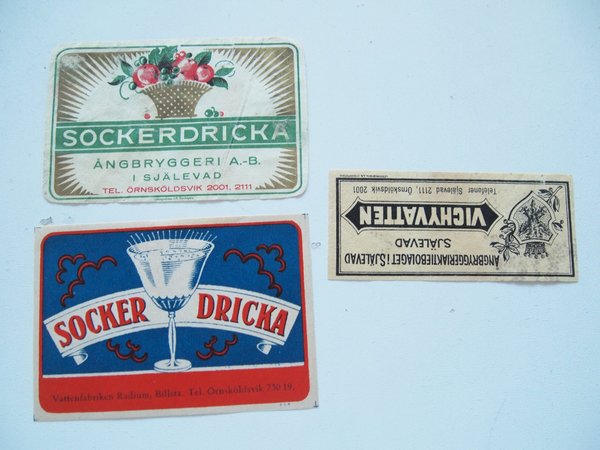 SOCKERDRICKA
ÅNGBRYGGERI A.-B.
I SJÄLEVAD
TEL. ÖRNSKÖLDSVIK 2001, 2111
SOCKER DRICKA
Vattenfabriken Radium, Billsta. Tel. Örnsköldsvik 730 19.
ÅNGBRYGGERIAKTIEBOLAGET i SJÄLEVAD
SJÄLEVAD
VICHYVATTEN
Telefoner Själevad 2111, Örnsköldsvik 2001